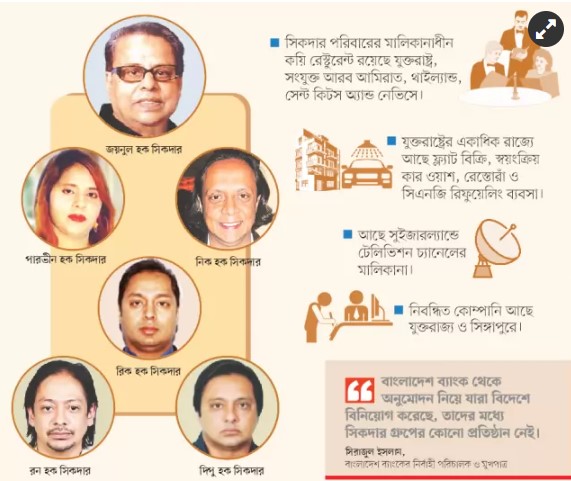 জয়নুল হক সিকদার
পারভীন হক সিকদার
নিক হক সিকদার
রিক হক সিকদার
রন হক সিকদার
দিপু হক সিকদার
সিকদার পরিবারের মালিকানাধীন
কয়ি রেস্টুরেন্ট রয়েছে যুক্তরাষ্ট্র,
সংযুক্ত আরব আমিরাত, থাইল্যান্ড,
সেন্ট কিটস অ্যান্ড নেভিসে।
যুক্তরাষ্ট্রের একাধিক রাজ্যে
আছে ফ্ল্যাট বিক্রি, স্বয়ংক্রিয়
কার ওয়াশ, রেস্তোরাঁ ও
সিএনজি রিফুয়েলিং ব্যবসা।
আছে সুইজারল্যান্ডে
টেলিভিশন চ্যানেলের
মালিকানা।
নিবন্ধিত কোম্পানি আছে
যুক্তরাজ্য ও সিঙ্গাপুরে।
বাংলাদেশ ব্যাংক থেকে
অনুমোদন নিয়ে যারা বিদেশে
বিনিয়োগ করেছে, তাদের মধ্যে
সিকদার গ্রুপের কোনো প্রতিষ্ঠান নেই।
সিরাজুল ইসলাম,
বাংলাদেশ ব্যাংকের নির্বাহী পরিচালক ও মুখপাত্র